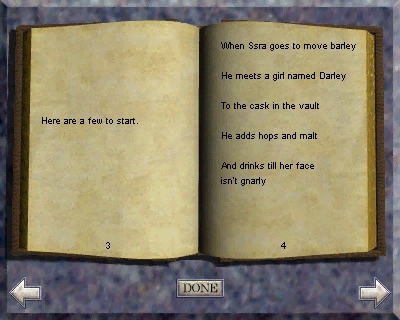 Here are a few to start.
3
When Ssra goes to move barley
He meets a girl named Darley
To the cask in the vault
He adds hops and malt
And drinks till her face
isn't gnarly
4
DONE